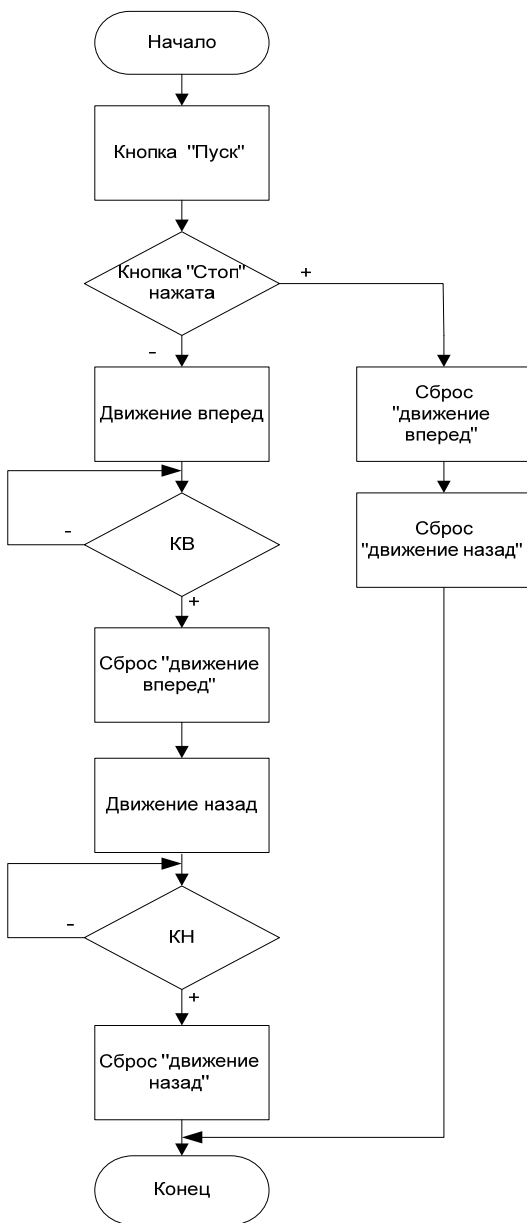 Начало
Кнопка "Пуск"
Кнопка "Стоп"
нажата
+
-
Движение вперед
Сброс
"движение
вперед"
Сброс
"движение назад"
КВ
-
+
Сброс "движение
вперед"
Движение назад
КН
-
+
Сброс "движение
назад"
Конец